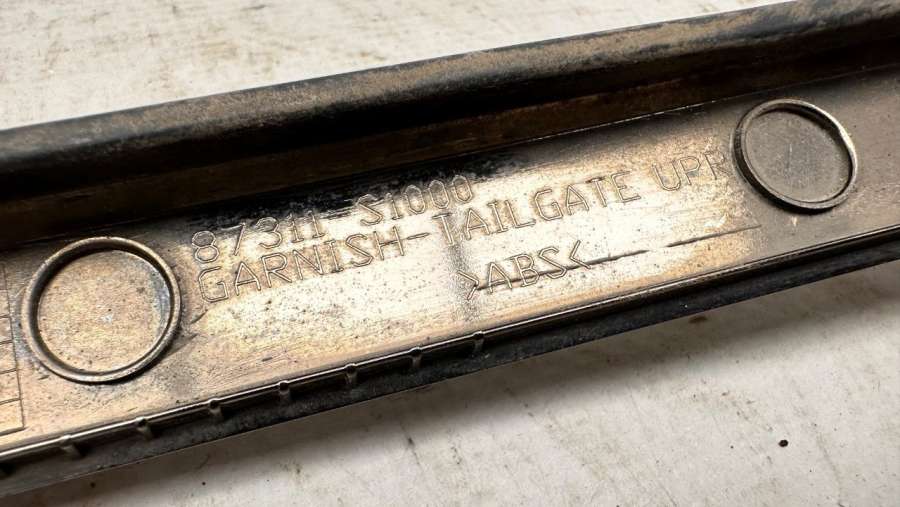 87311-S1000
GARNISH-TAILGATE UPR
>ABS<